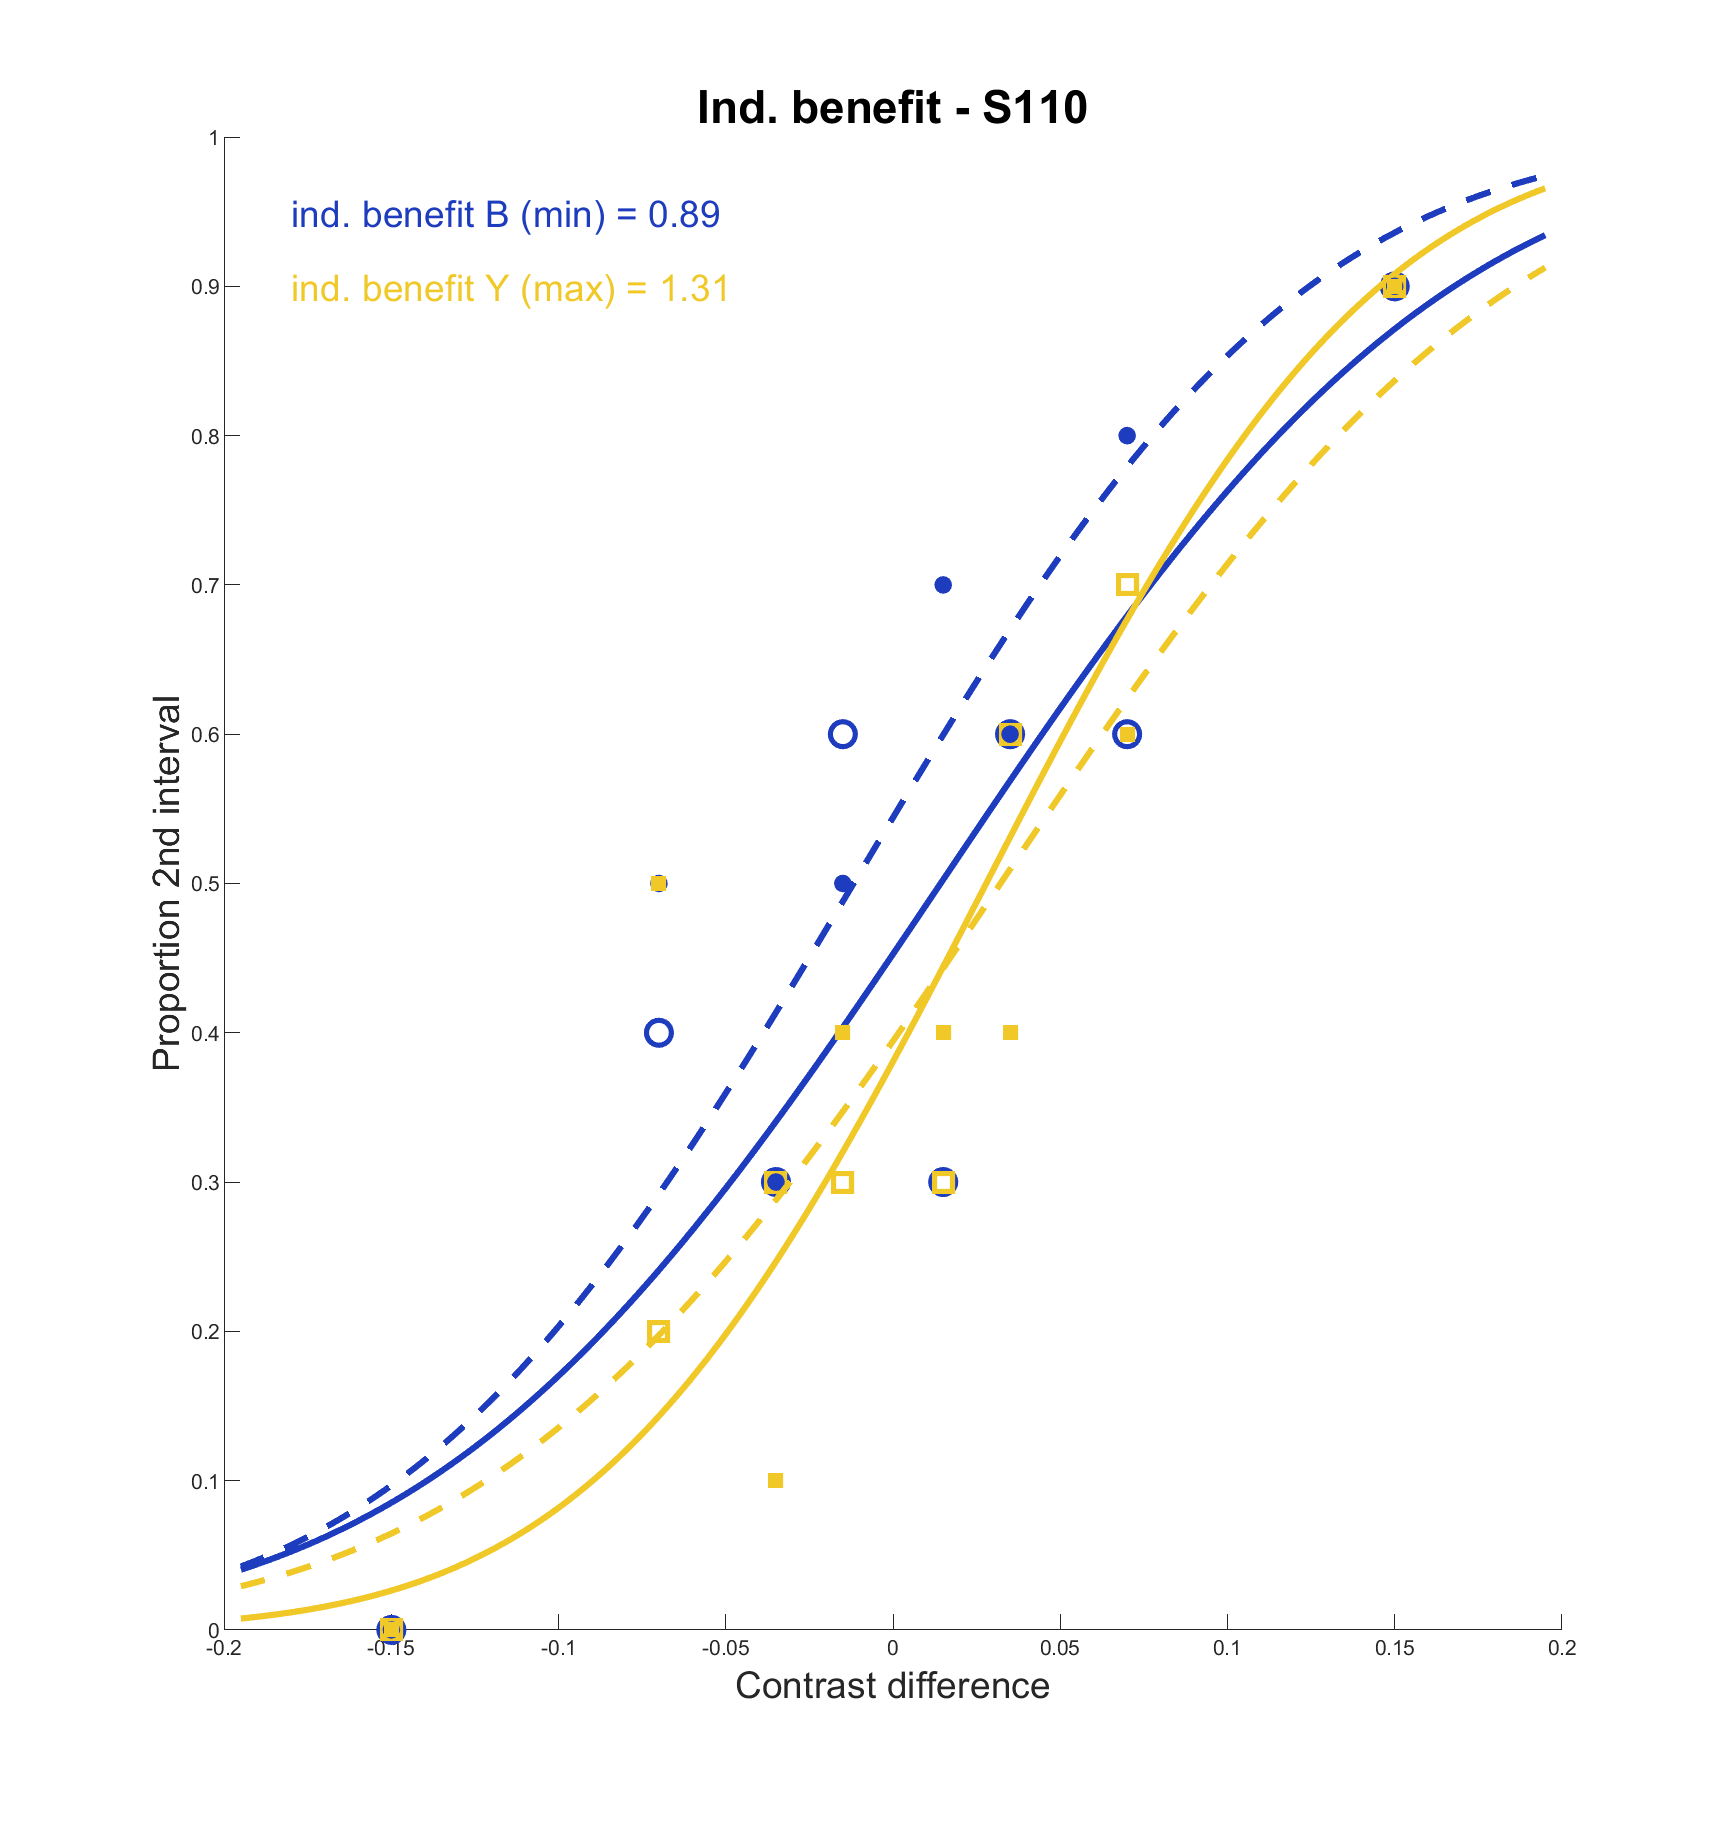 Ind. benefit - S110
ind. benefit B (min) = 0.89
ind. benefit Y (max) = 1.31
Proportion 2nd interval
1
0.9
0.8
0.7
0.6
0.5
0.4
0.3
0.2
0.1
0
-0.2 -0.15 -0.1 -0.05 0 0.05 0.1 0.15 0.2
Contrast difference